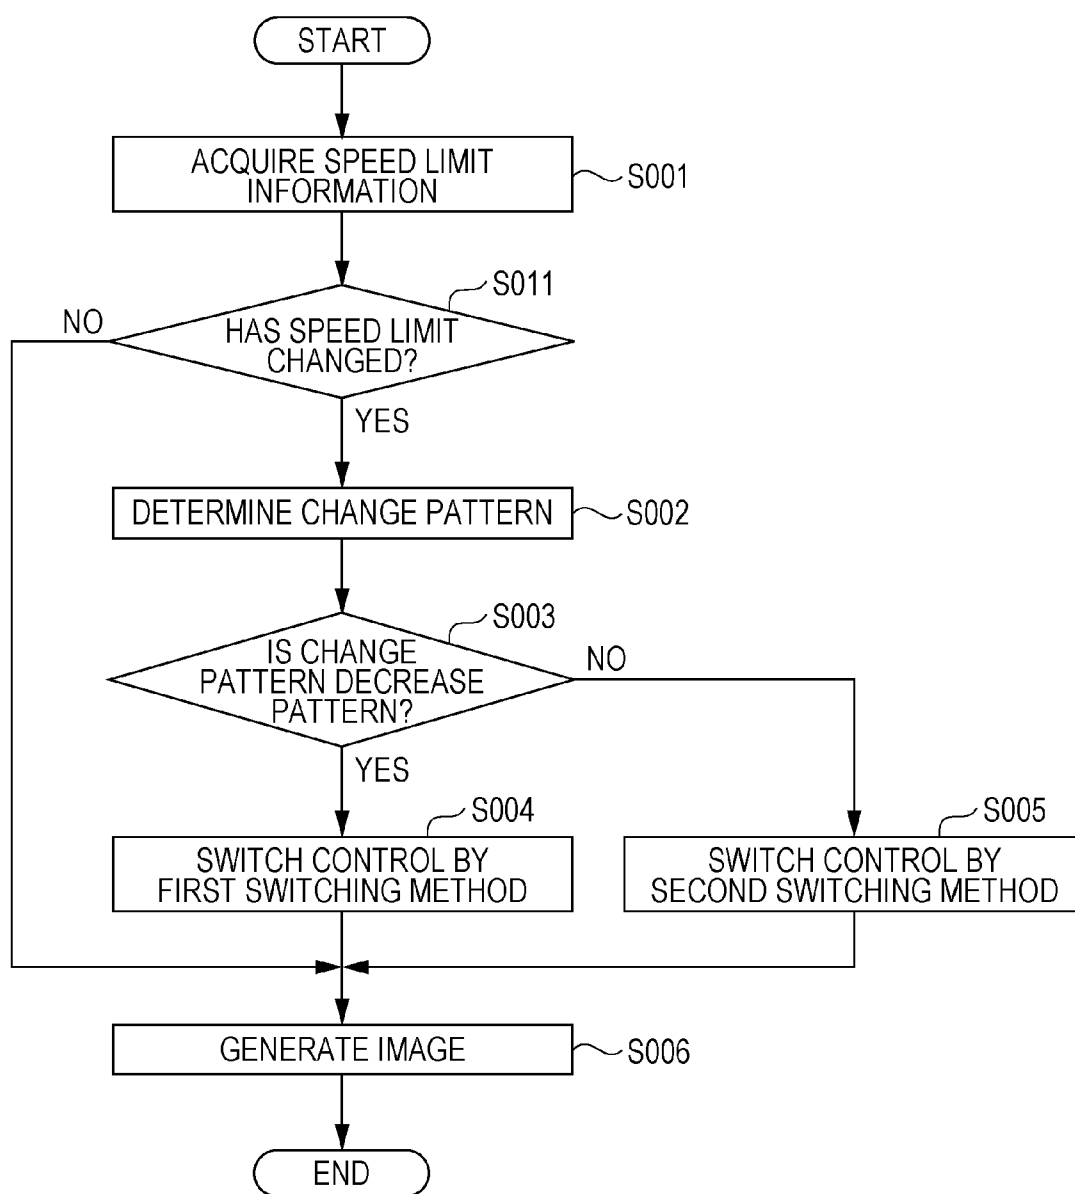 START
ACQUIRE SPEED LIMIT
INFORMATION
S001
S011
HAS SPEED LIMIT
CHANGED?
NO
YES
DETERMINE CHANGE PATTERN
S002
S003
IS CHANGE
PATTERN DECREASE
PATTERN?
NO
YES
S004
SWITCH CONTROL BY
FIRST SWITCHING METHOD
S005
SWITCH CONTROL BY
SECOND SWITCHING METHOD
GENERATE IMAGE
S006
END